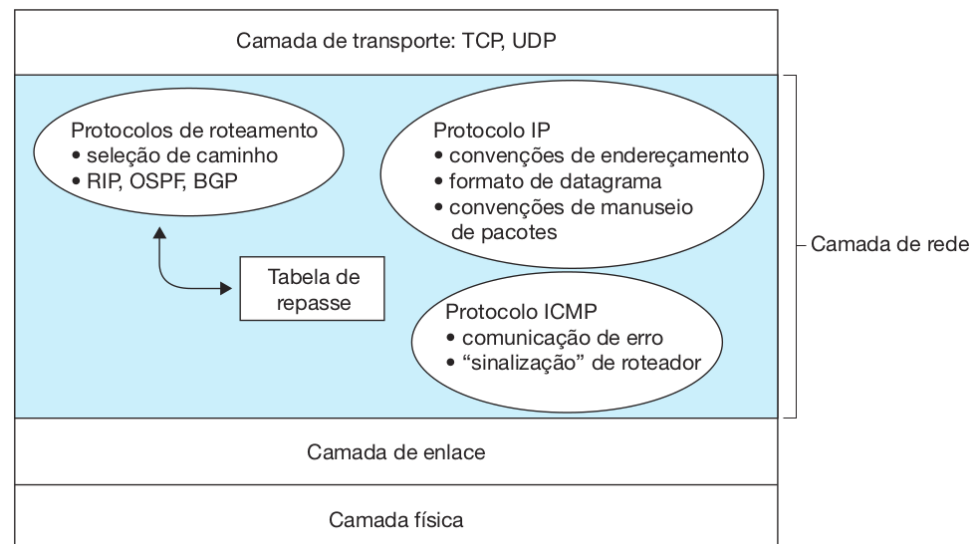 Camada de transporte: TCP, UDP
Protocolos de roteamento
• seleção de caminho
• RIP, OSPF, BGP
Tabela de
repasse
Protocolo IP
• convenções de endereçamento
• formato de datagrama
• convenções de manuseio
de pacotes
Protocolo ICMP
• comunicação de erro
• “sinalização” de roteador
Camada de rede
Camada de enlace
Camada física